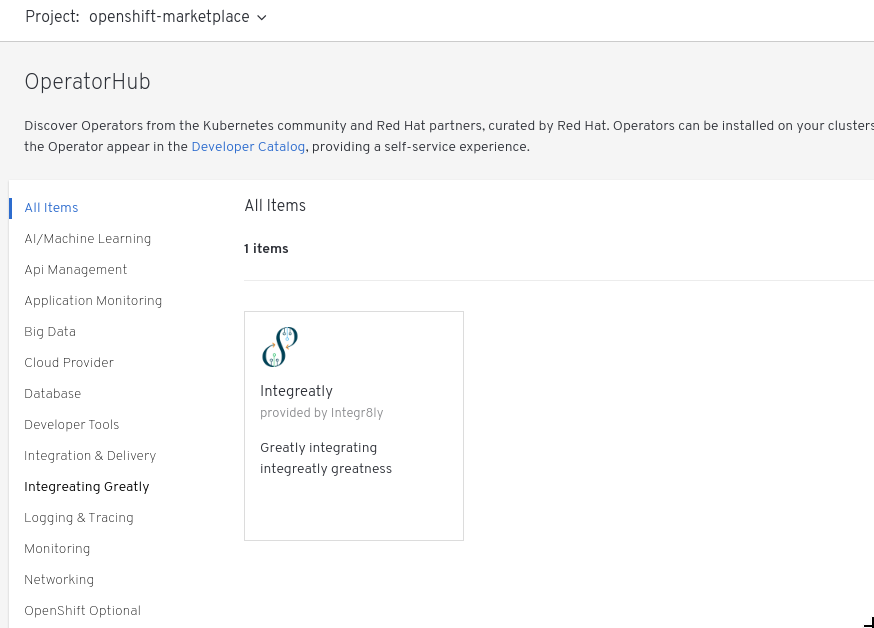 Project: openshift-marketplace
OperatorHub
Discover Operators from the Kubernetes community and Red Hat partners, curated by Red Hat. Operators can be installed on your clusters
the Operator appear in the Developer Catalog, providing a self-service experience.
All Items
AI/Machine Learning
Api Management
Application Monitoring
Big Data
Cloud Provider
Database
Developer Tools
Integration & Delivery
Integreating Greatly
Logging & Tracing
Monitoring
Networking
OpenShift Optional
All Items
1 items
Integreatly
provided by Integr8ly
Greatly integrating
integreatly greatness